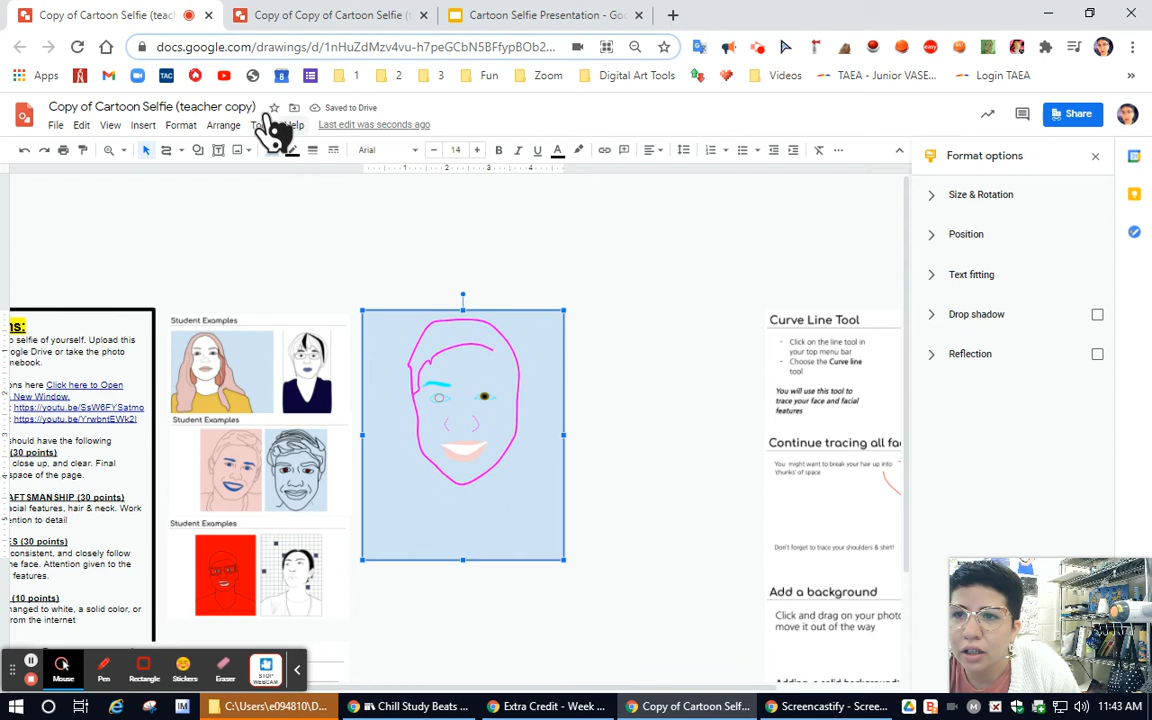 Copy of Cartoon Selfie (teac
Copy of Copy of Cartoon Selfie (
Cartoon Selfie Presentation - Go
docs.google.com/drawings/d/1nHuZdMzv4vu-h7peGCbN5BFfypBOb2...
Apps
1
2
3
Fun
Zoom
Digital Art Tools
Videos
TAEA - Junior VASE...
Login TAEA
Copy of Cartoon Selfie (teacher copy)
Saved to Drive
File Edit View Insert Format Arrange Help
Last edit was seconds ago
Share
Arial
14
Format options
Size & Rotation
Position
Text fitting
Drop shadow
Reflection
ns:
to selfie of yourself. Upload this
ogle Drive or take the photo
mebook.
ons here Click here to Open
New Window.
: https://youtu.be/SsW6FYSatmo
: https://youtu.be/YrwbntEWk2I
should have the following
(30 points)
close up, and clear. Final
space of the page.
AFTSMANSHIP (30 points)
acial features, hair & neck. Work
ention to detail
ES (30 points)
consistent, and closely follow
he face. Attention given to the
features.
(10 points)
hanged to white, a solid color, or
rom the internet
Student Examples
Student Examples
Student Examples
Curve Line Tool
- Click on the line tool in
your top menu bar
- Choose the Curve line
tool
You will use this tool to
trace your face and facial
features
Continue tracing all fa
You might want to break your hair up into
'chunks' of space
Don't forget to trace your shoulders & shirt!
Add a background
Click and drag on your photo
move it out of the way
Mouse
Pen
Rectangle
Stickers
Eraser
STOP
WEBCAM
C:\Users\e094810\D...
Chill Study Beats ...
Extra Credit - Week ...
Copy of Cartoon Self...
Screencastify - Scree...
11:43 AM